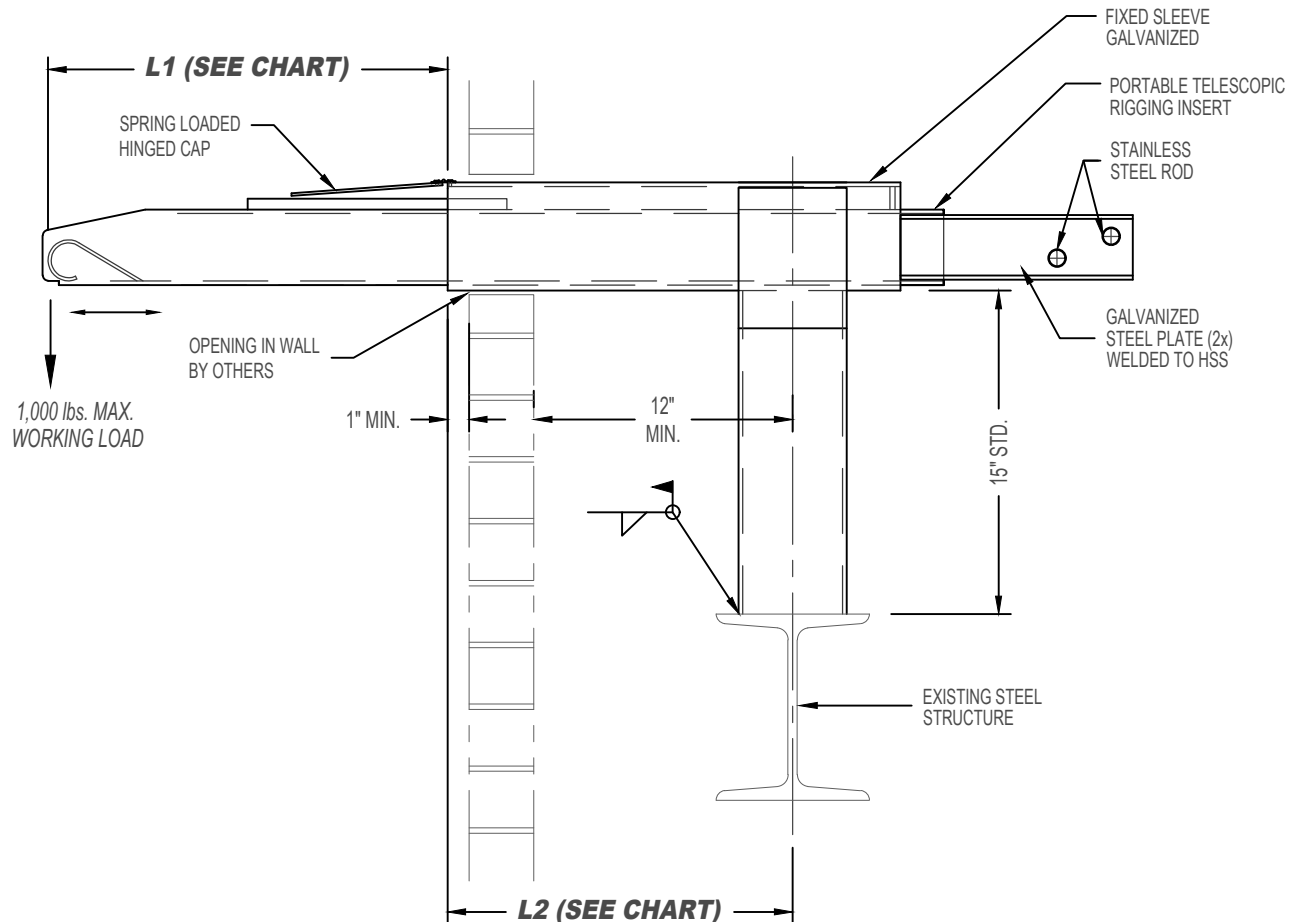 FIXED SLEEVE
GALVANIZED
L1 (SEE CHART)
PORTABLE TELESCOPIC
RIGGING INSERT
SPRING LOADED
HINGED CAP
STAINLESS
STEEL ROD
OPENING IN WALL
BY OTHERS
GALVANIZED
STEEL PLATE (2x)
WELDED TO HSS
1,000 lbs. MAX.
WORKING LOAD
1" MIN.
12"
MIN.
15" STD.
EXISTING STEEL
STRUCTURE
L2 (SEE CHART)